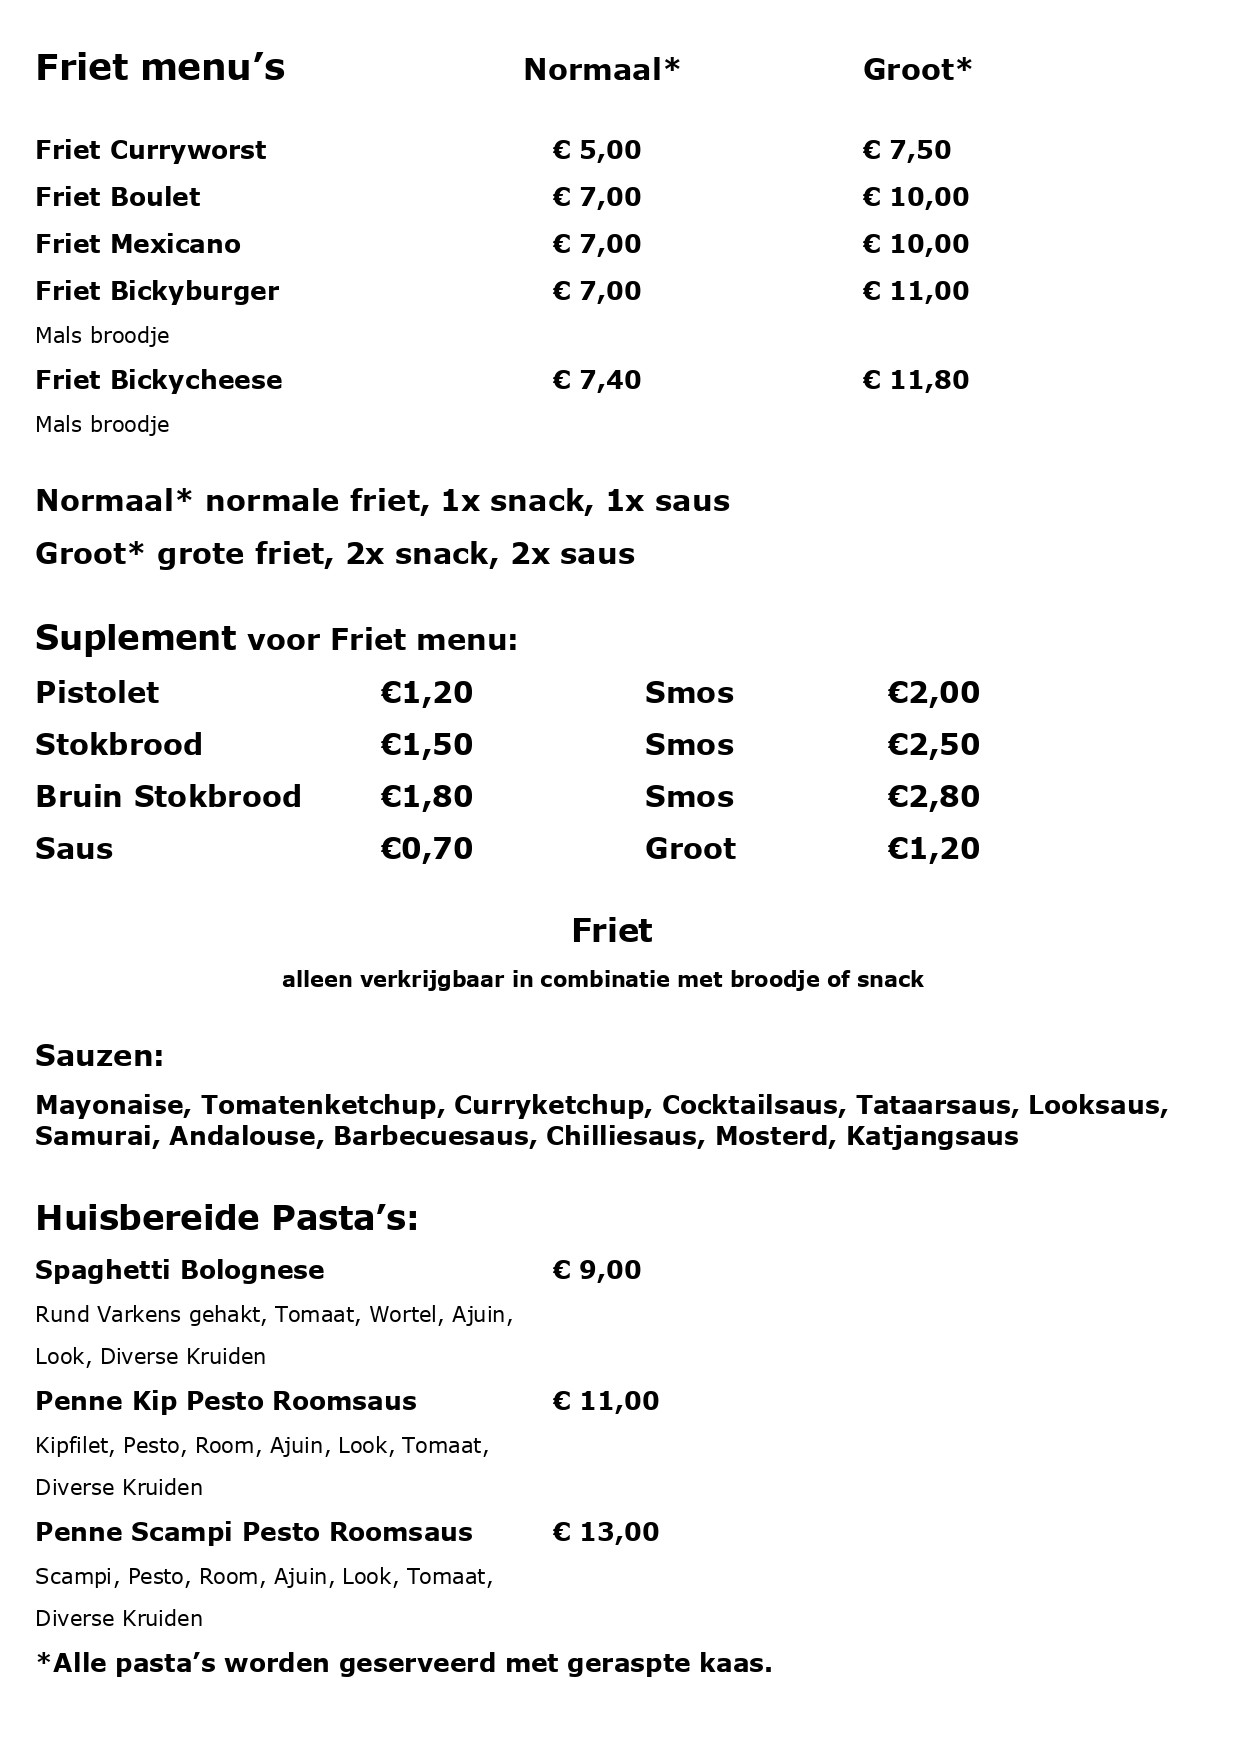 Friet menu’s Normaal* Groot*
Friet Curryworst € 5,00 € 7,50
Friet Boulet € 7,00 € 10,00
Friet Mexicano € 7,00 € 10,00
Friet Bickyburger € 7,00 € 11,00
Mals broodje
Friet Bickycheese € 7,40 € 11,80
Mals broodje
Normaal* normale friet, 1x snack, 1x saus
Groot* grote friet, 2x snack, 2x saus
Suplement voor Friet menu:
Pistolet €1,20 Smos €2,00
Stokbrood €1,50 Smos €2,50
Bruin Stokbrood €1,80 Smos €2,80
Saus €0,70 Groot €1,20
Friet
alleen verkrijgbaar in combinatie met broodje of snack
Sauzen:
Mayonaise, Tomatenketchup, Curryketchup, Cocktailsaus, Tataarsaus, Looksaus,
Samurai, Andalouse, Barbecuesaus, Chilliesaus, Mosterd, Katjangsaus
Huisbereide Pasta’s:
Spaghetti Bolognese € 9,00
Rund Varkens gehakt, Tomaat, Wortel, Ajuin,
Look, Diverse Kruiden
Penne Kip Pesto Roomsaus € 11,00
Kipfilet, Pesto, Room, Ajuin, Look, Tomaat,
Diverse Kruiden
Penne Scampi Pesto Roomsaus € 13,00
Scampi, Pesto, Room, Ajuin, Look, Tomaat,
Diverse Kruiden
*Alle pasta’s worden geserveerd met geraspte kaas.